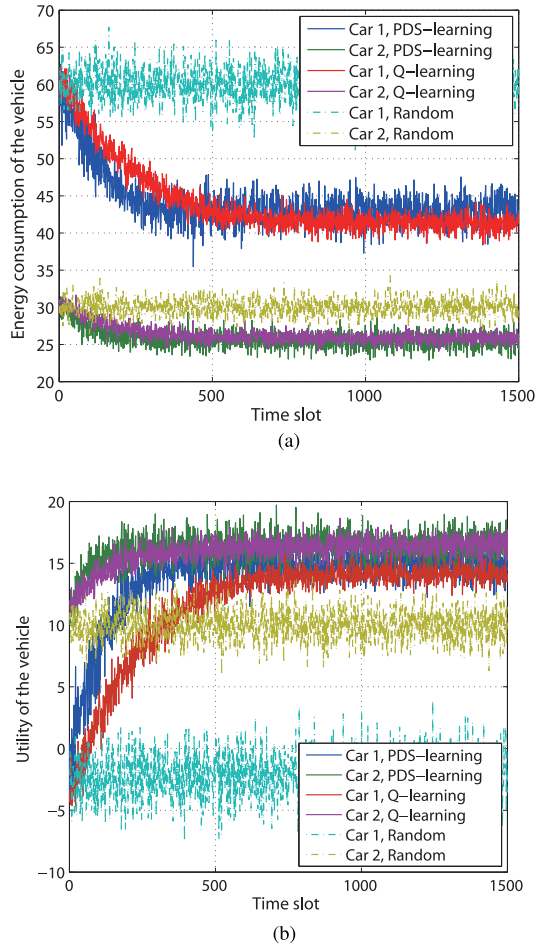 70
65
60
55
50
45
40
35
30
25
20
Energy consumption of the vehicle
Car 1, PDS−learning
Car 2, PDS−learning
Car 1, Q−learning
Car 2, Q−learning
Car 1, Random
Car 2, Random
0 500 1000 1500
Time slot
(a)
20
15
10
5
0
−5
−10
Utility of the vehicle
Car 1, PDS−learning
Car 2, PDS−learning
Car 1, Q−learning
Car 2, Q−learning
Car 1, Random
Car 2, Random
0 500 1000 1500
Time slot
(b)